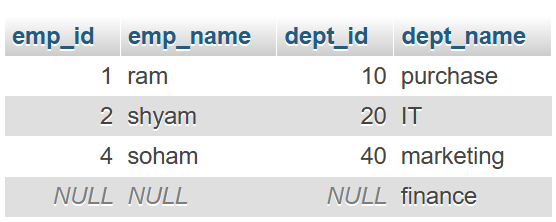 emp_id emp_name dept_id dept_name
1 ram 10 purchase
2 shyam 20 IT
4 soham 40 marketing
NULL NULL NULL finance